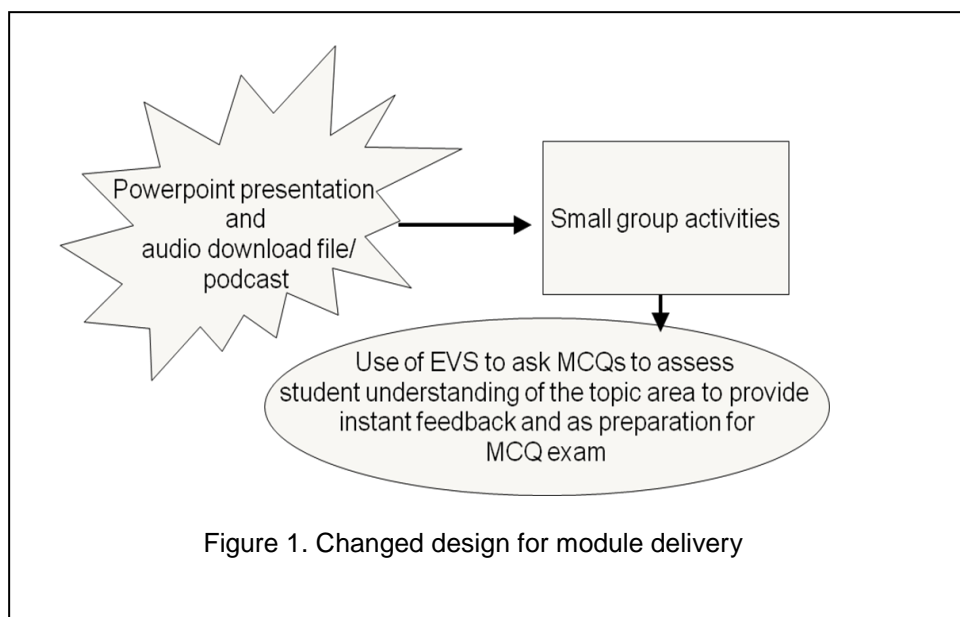 Powerpoint presentation
and
audio download file/
podcast
Small group activities
Use of EVS to ask MCQs to assess
student understanding of the topic area to provide
instant feedback and as preparation for
MCQ exam
Figure 1. Changed design for module delivery